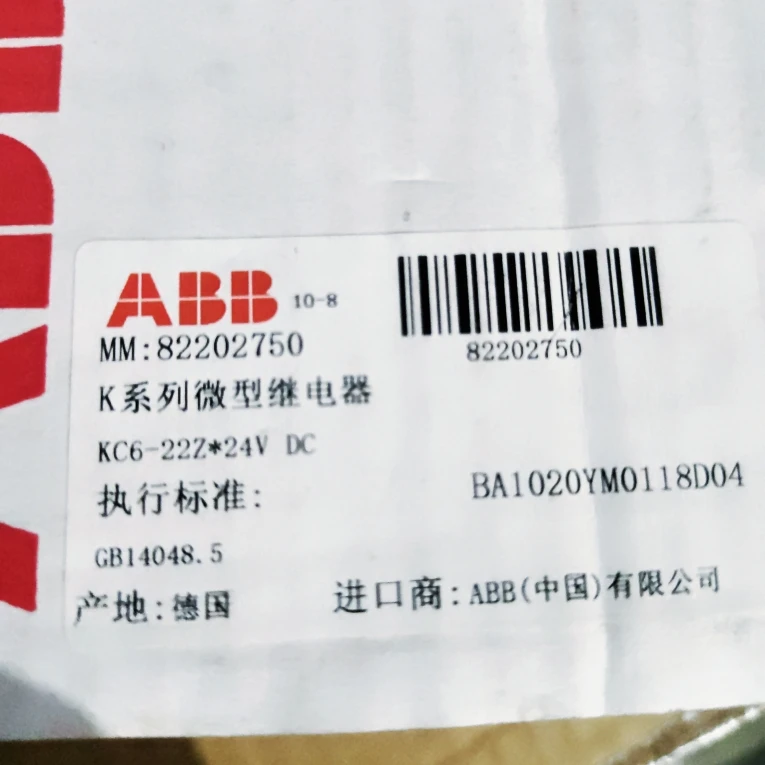 ABB
ABB 10-8
MM:82202750
82202750
K系列微型继电器
KC6-22Z*24V DC
执行标准:
BA1020YM0118D04
GB14048.5
产地:德国
进口商:ABB(中国)有限公司